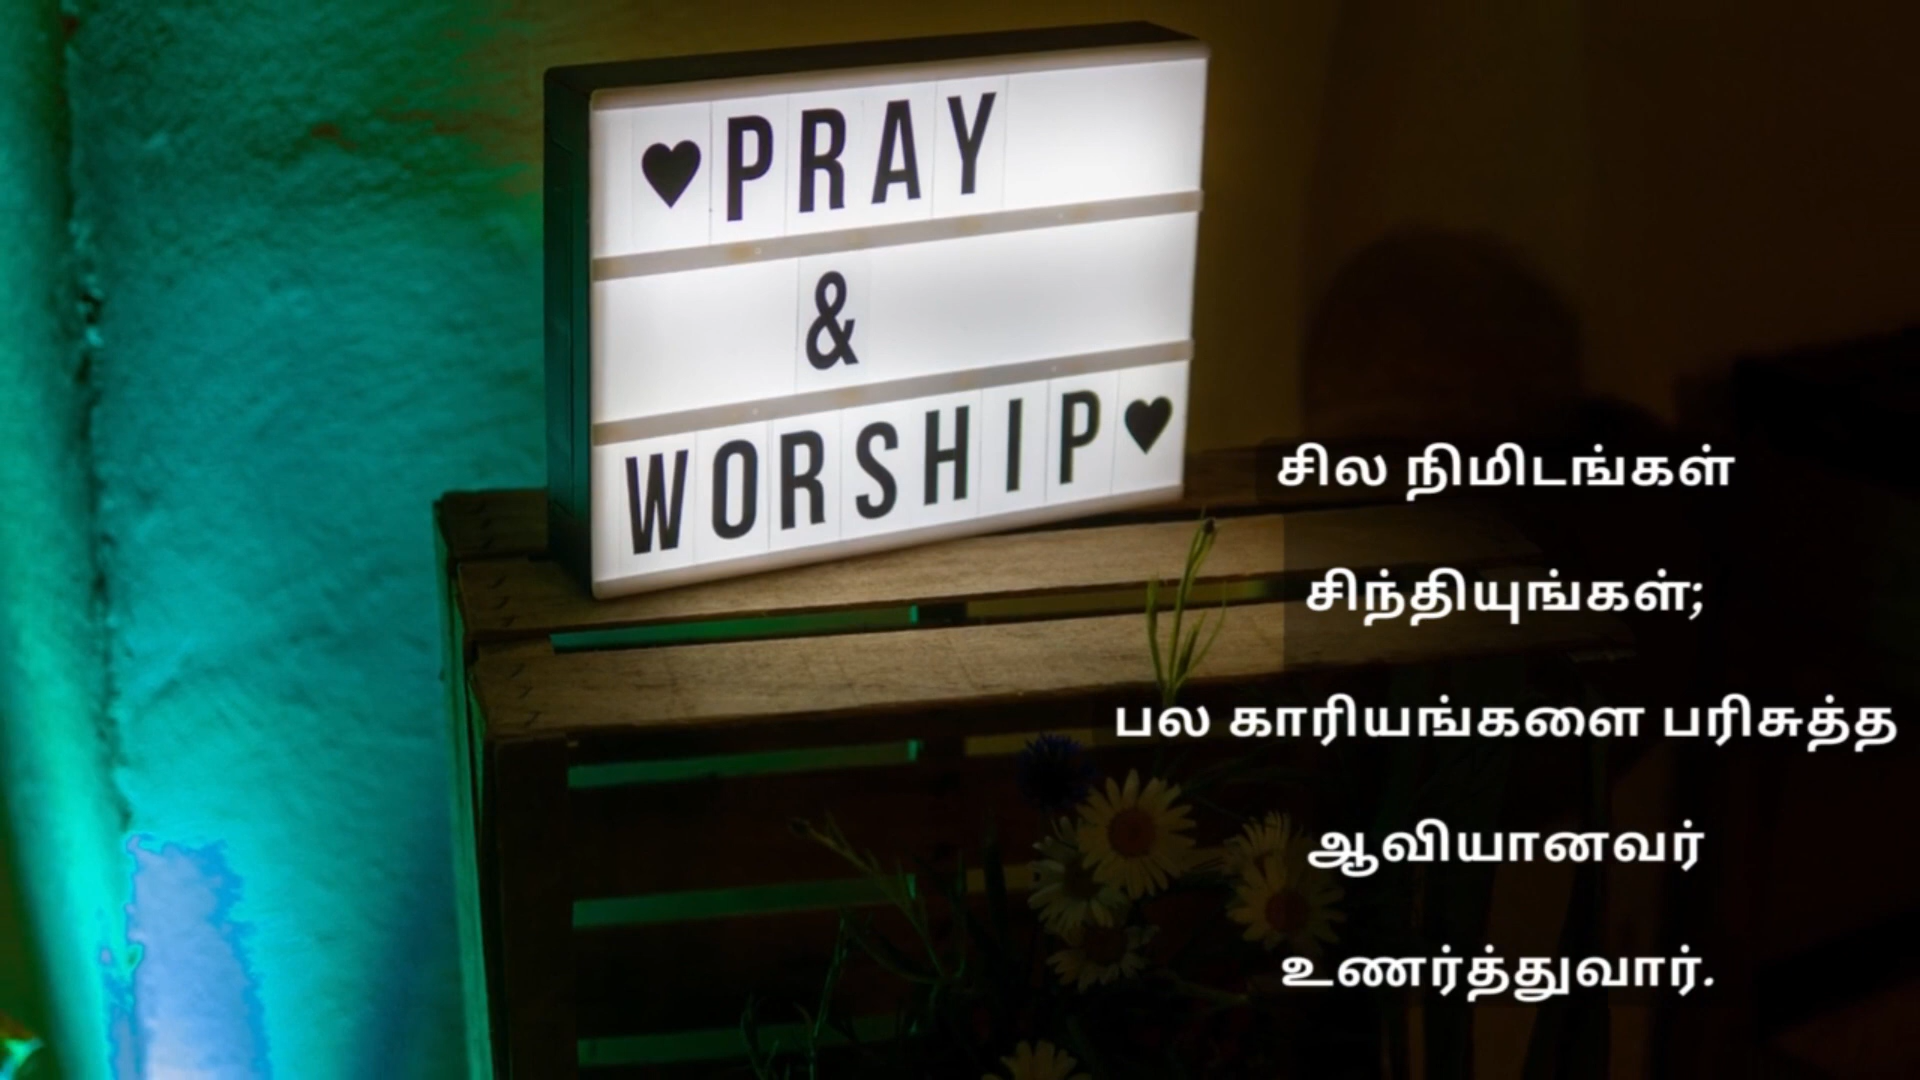 ♥PRAY
&
WORSHIP♥
சில நிமிடங்கள்
சிந்தியுங்கள்;
பல காரியங்களை பரிசுத்த
ஆவியானவர்
உணர்த்துவார்.